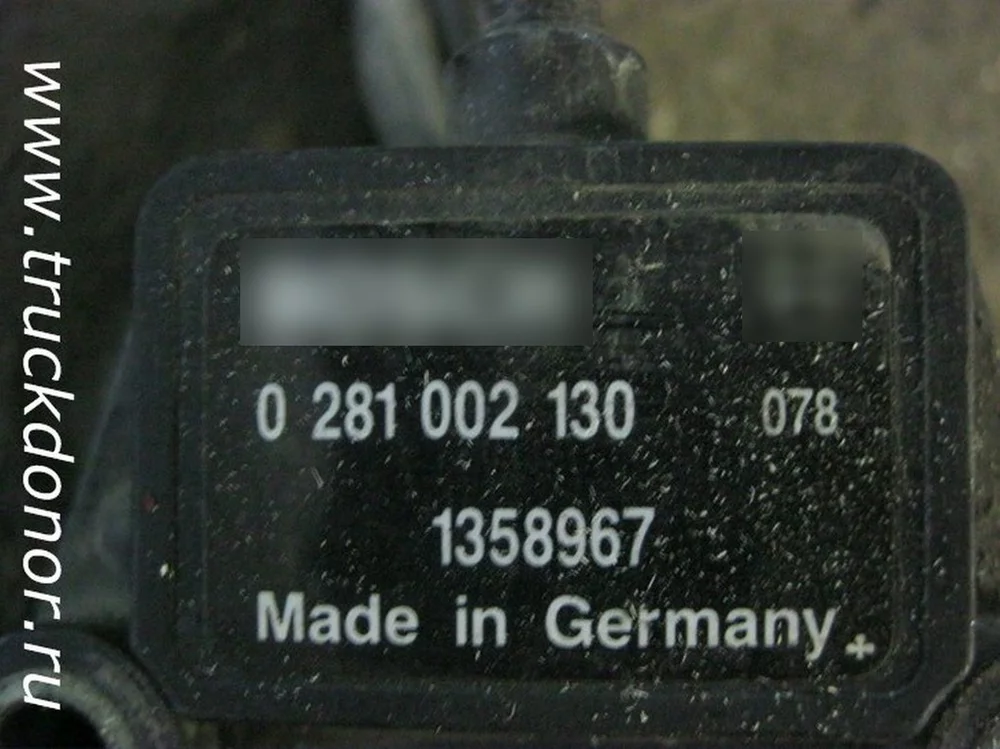 www.truckdonor.ru
0 281 002 130 078
1358967
Made in Germany